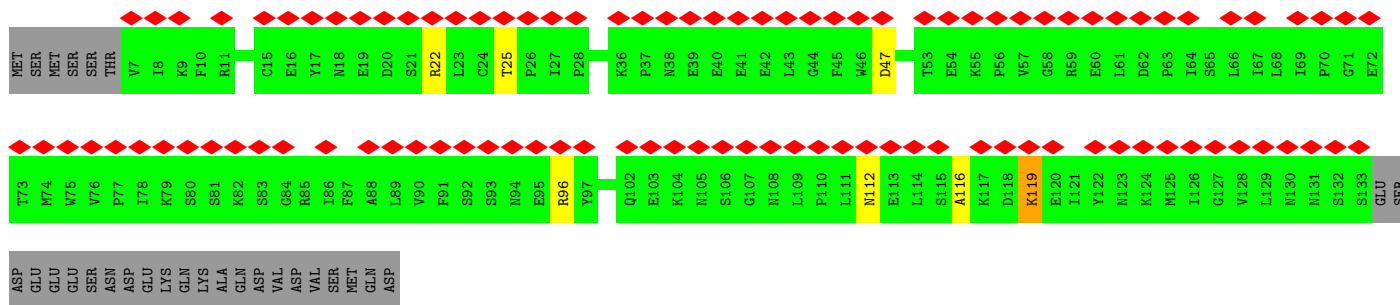 MET SER MET SER SER THR V7 I8 K9 F10 R11 C15 E16 Y17 N18 E19 D20 S21 R22 L23 C24 T25 P26 I27 P28 K36 P37 N38 E39 E40 E41 E42 L43 G44 F45 W46 D47 T53 E54 K55 P56 V57 G58 R59 E60 L61 D62 P63 I64 S65 L66 I67 L68 I69 P70 G71 E72
T73 M74 W75 V76 P77 I78 K79 S80 S81 K82 S83 G84 R85 I86 F87 A88 L89 V90 F91 S92 S93 N94 E95 R96 Y97 Q102 E103 K104 N105 S106 G107 N108 L109 P110 L111 N112 E113 L114 S115 A116 K117 D118 K119 E120 I121 Y122 N123 K124 M125 I126 G127 V128 L129 N130 N131 S132 S133 GLU SER
ASP GLU GLU GLU SER ASN ASP GLU LYS GLN LYS ALA GLN ASP VAL ASP VAL SER MET GLN ASP